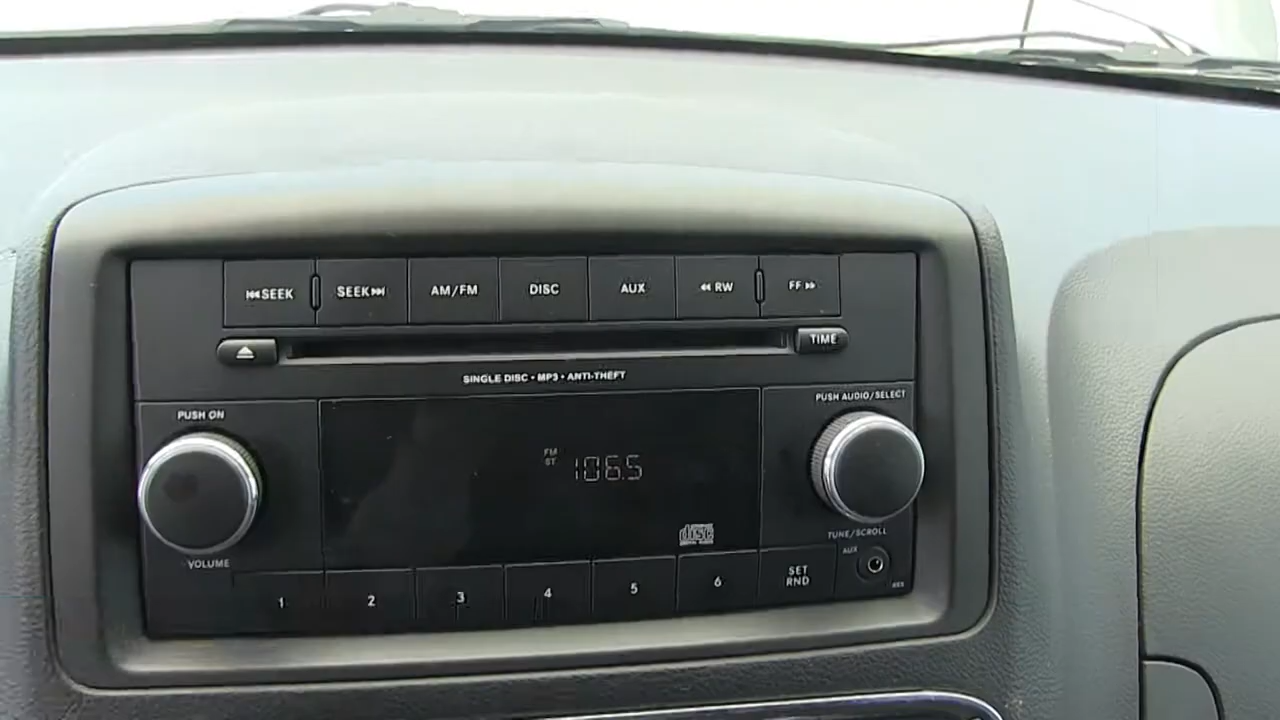 ⏮SEEK SEEK⏭ AM/FM DISC AUX ◀◀ RW FF ▶▶
TIME
SINGLE DISC • MP3 • ANTI-THEFT
PUSH ON
PUSH AUDIO/SELECT
FM
ST
106.5
disc
VOLUME
TUNE/SCROLL
AUX
1 2 3 4 5 6
SET
RND